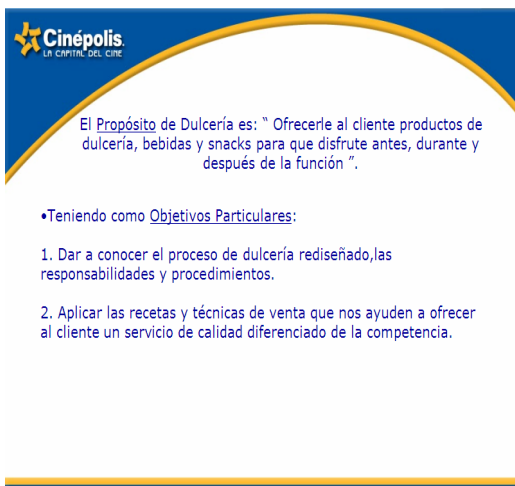 Cinépolis.
LA CAPITAL DEL CINE
El Propósito de Dulcería es: “ Ofrecerle al cliente productos de
dulcería, bebidas y snacks para que disfrute antes, durante y
después de la función ”.
•Teniendo como Objetivos Particulares:
1. Dar a conocer el proceso de dulcería rediseñado,las
responsabilidades y procedimientos.
2. Aplicar las recetas y técnicas de venta que nos ayuden a ofrecer
al cliente un servicio de calidad diferenciado de la competencia.